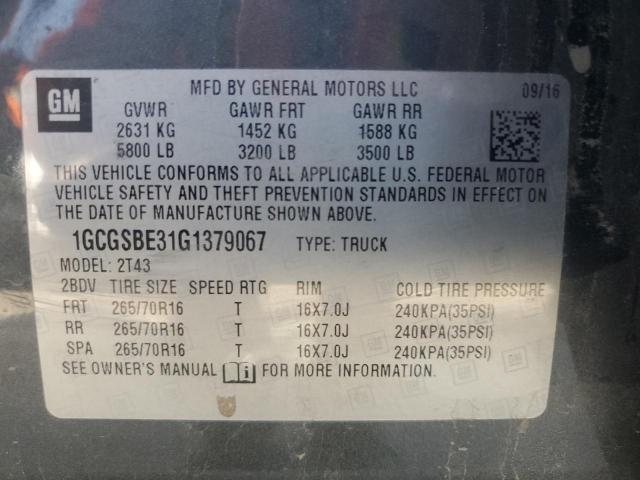 GM
MFD BY GENERAL MOTORS LLC 09/16
GVWR GAWR FRT GAWR RR
2631 KG 1452 KG 1588 KG
5800 LB 3200 LB 3500 LB
THIS VEHICLE CONFORMS TO ALL APPLICABLE U.S. FEDERAL MOTOR
VEHICLE SAFETY AND THEFT PREVENTION STANDARDS IN EFFECT ON
THE DATE OF MANUFACTURE SHOWN ABOVE.
1GCGSBE31G1379067 TYPE: TRUCK
MODEL: 2T43
2BDV TIRE SIZE SPEED RTG RIM COLD TIRE PRESSURE
FRT 265/70R16 T 16X7.0J 240KPA(35PSI)
RR 265/70R16 T 16X7.0J 240KPA(35PSI)
SPA 265/70R16 T 16X7.0J 240KPA(35PSI)
SEE OWNER'S MANUAL FOR MORE INFORMATION.